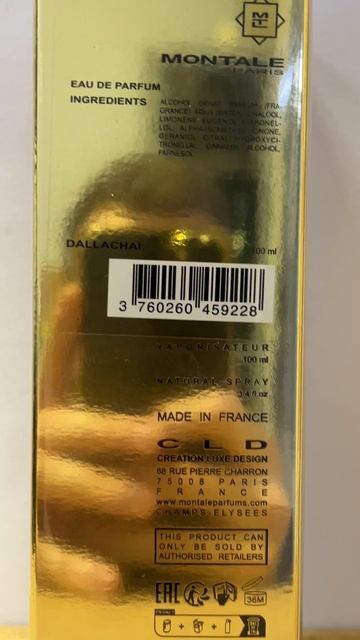 MONTALE
PARIS
EAU DE PARFUM
INGREDIENTS
ALCOHOL DENAT. PARFUM (FRA-
GRANCE) AQUA (WATER) LINALOOL,
LIMONENE, EUGENOL, CITRONEL-
LOL, ALPHA-ISOMETHYL IONONE,
GERANIOL, CITRAL, HYDROXYCI-
TRONELLAL, CINNAMYL ALCOHOL,
FARNESOL.
DALLACHAI
100 ml
3 760260 459228
VAPORISATEUR
100 ml
NATURAL SPRAY
3.4 fl.oz
MADE IN FRANCE
C L D
CREATION LUXE DESIGN
68 RUE PIERRE CHARRON
75008 PARIS
FRANCE
www.montaleparfums.com
CHAMPS-ELYSEES
THIS PRODUCT CAN
ONLY BE SOLD BY
AUTHORISED RETAILERS
EAC
36M